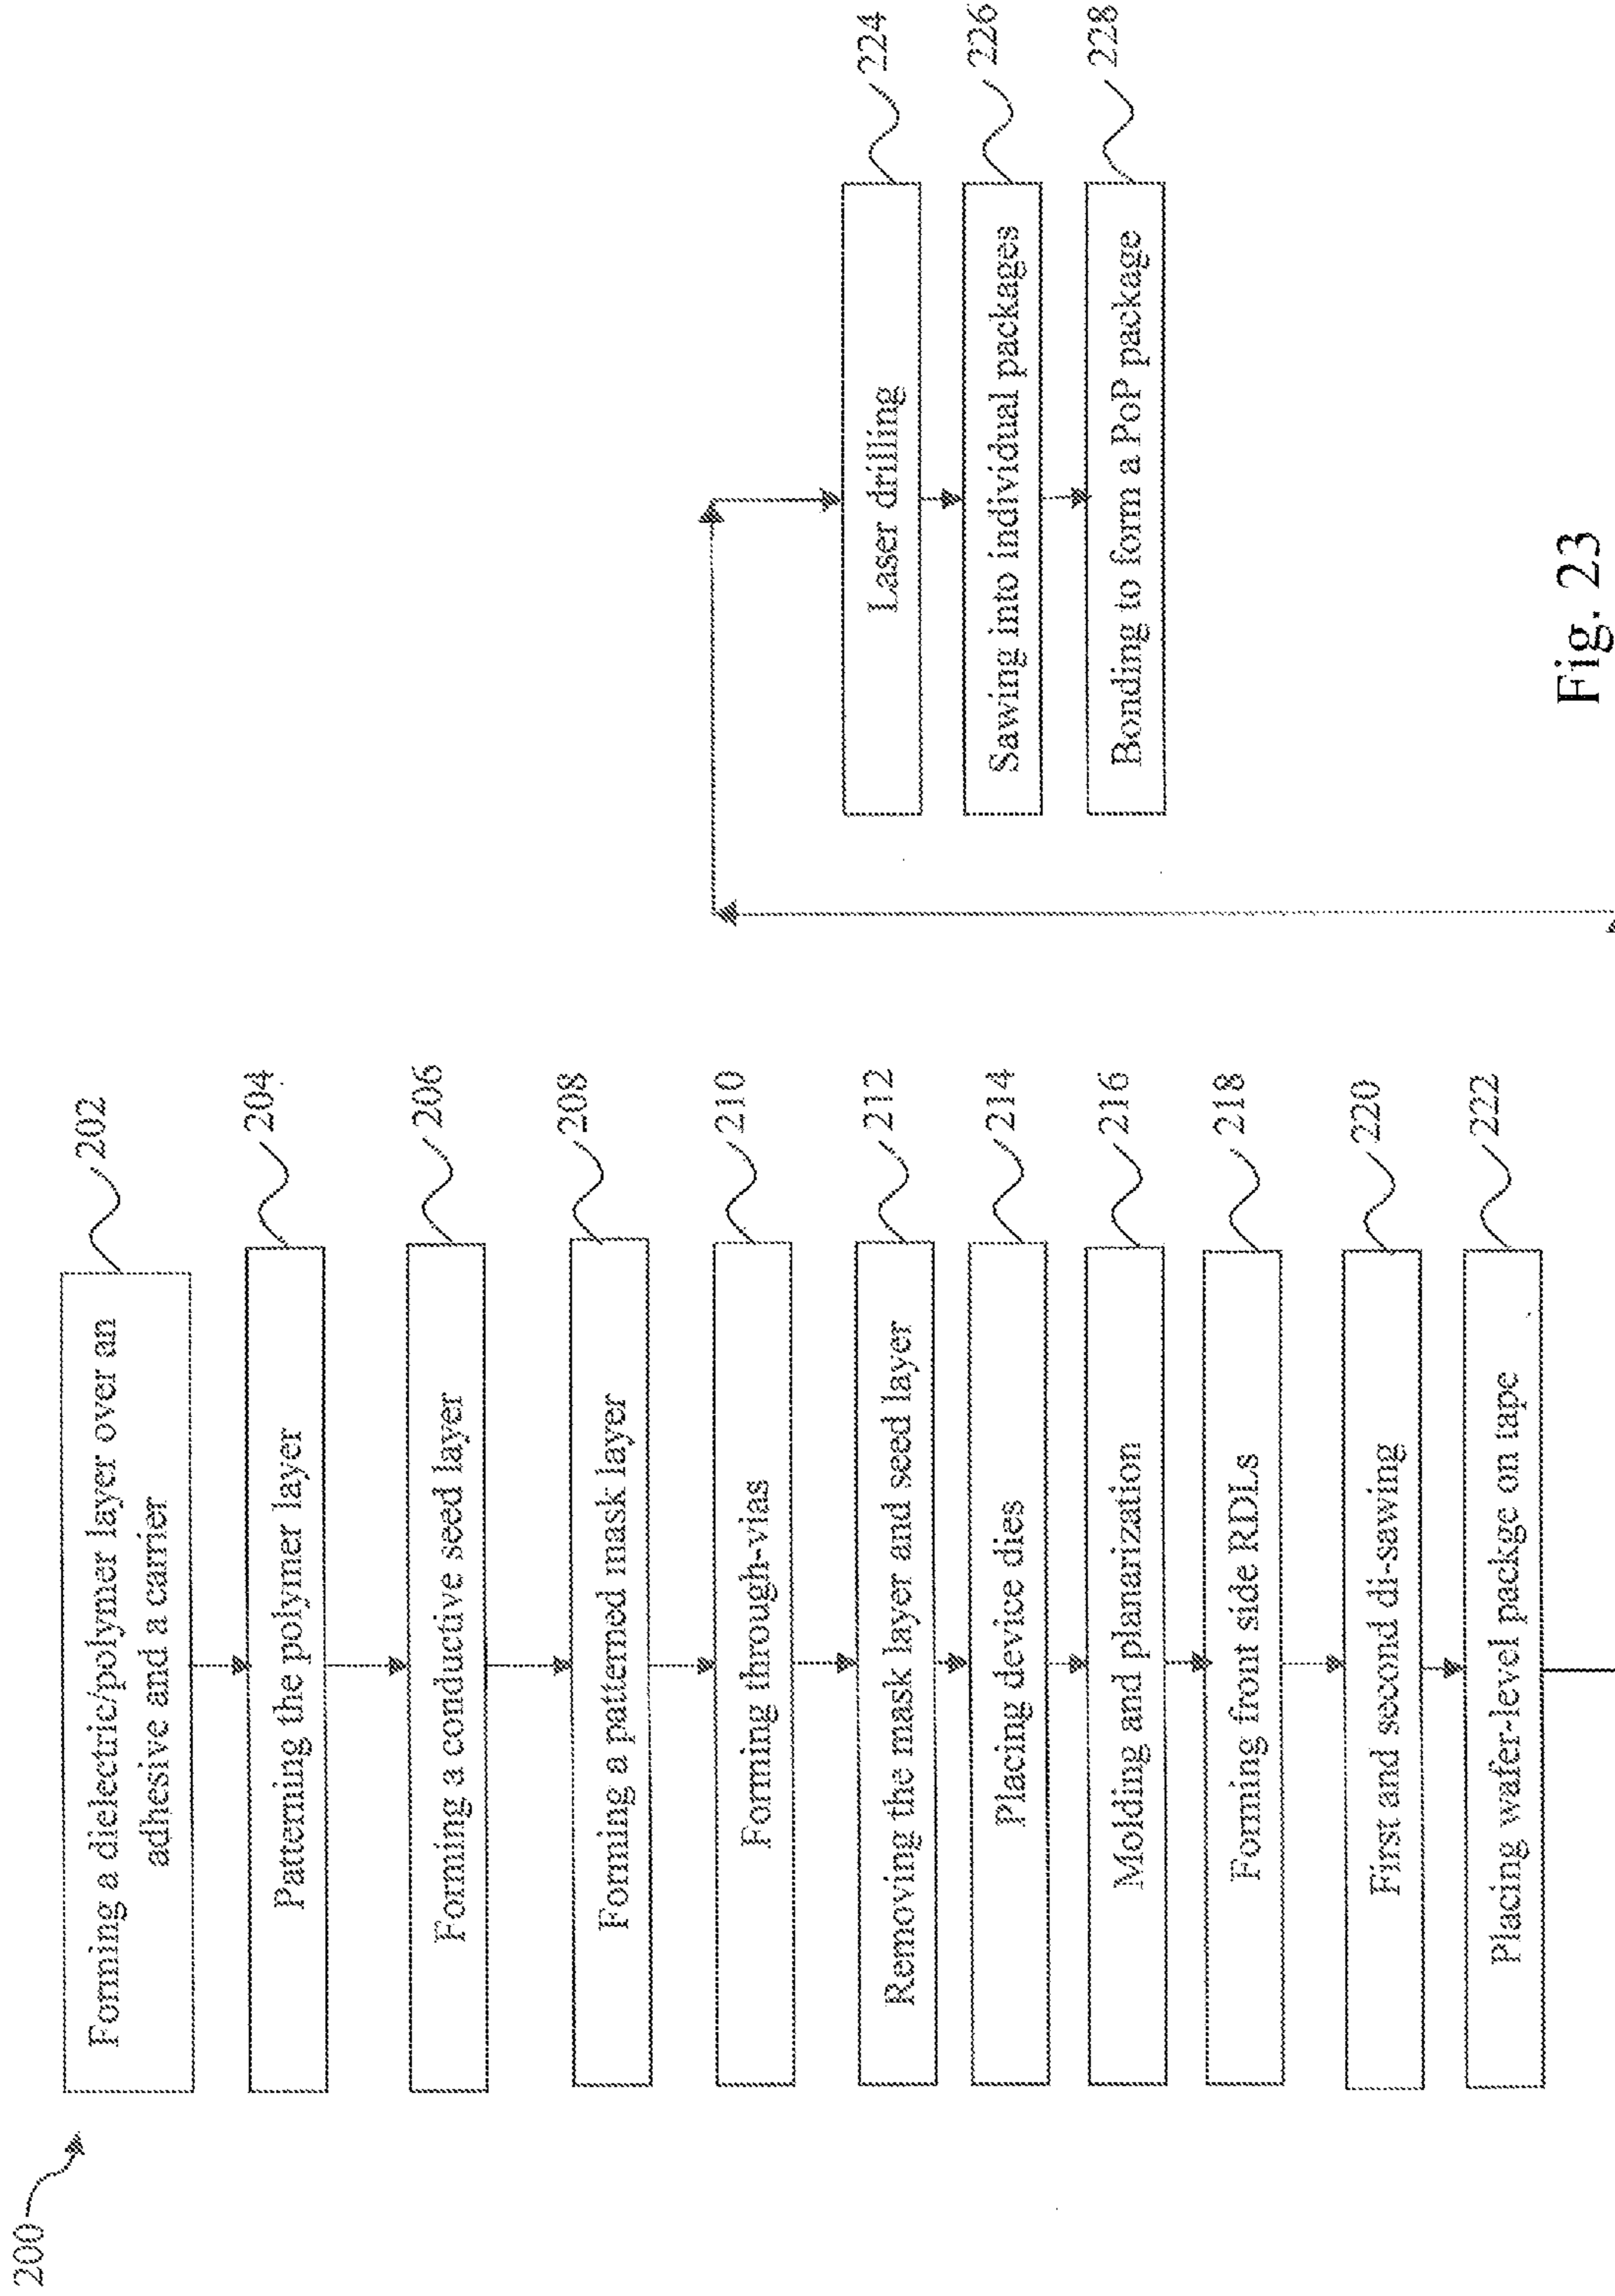 200
Forming a dielectric/polymer layer over an
adhesive and a carrier
202
Patterning the polymer layer
204
Forming a conductive seed layer
206
Forming a patterned mask layer
208
Forming through-vias
210
Removing the mask layer and seed layer
212
Placing device dies
214
Molding and planarization
216
Forming front side RDLs
218
First and second di-sawing
220
Placing wafer-level packge on tape
222
Laser drilling
224
Sawing into individual packages
226
Bonding to form a PoP package
228
Fig. 23